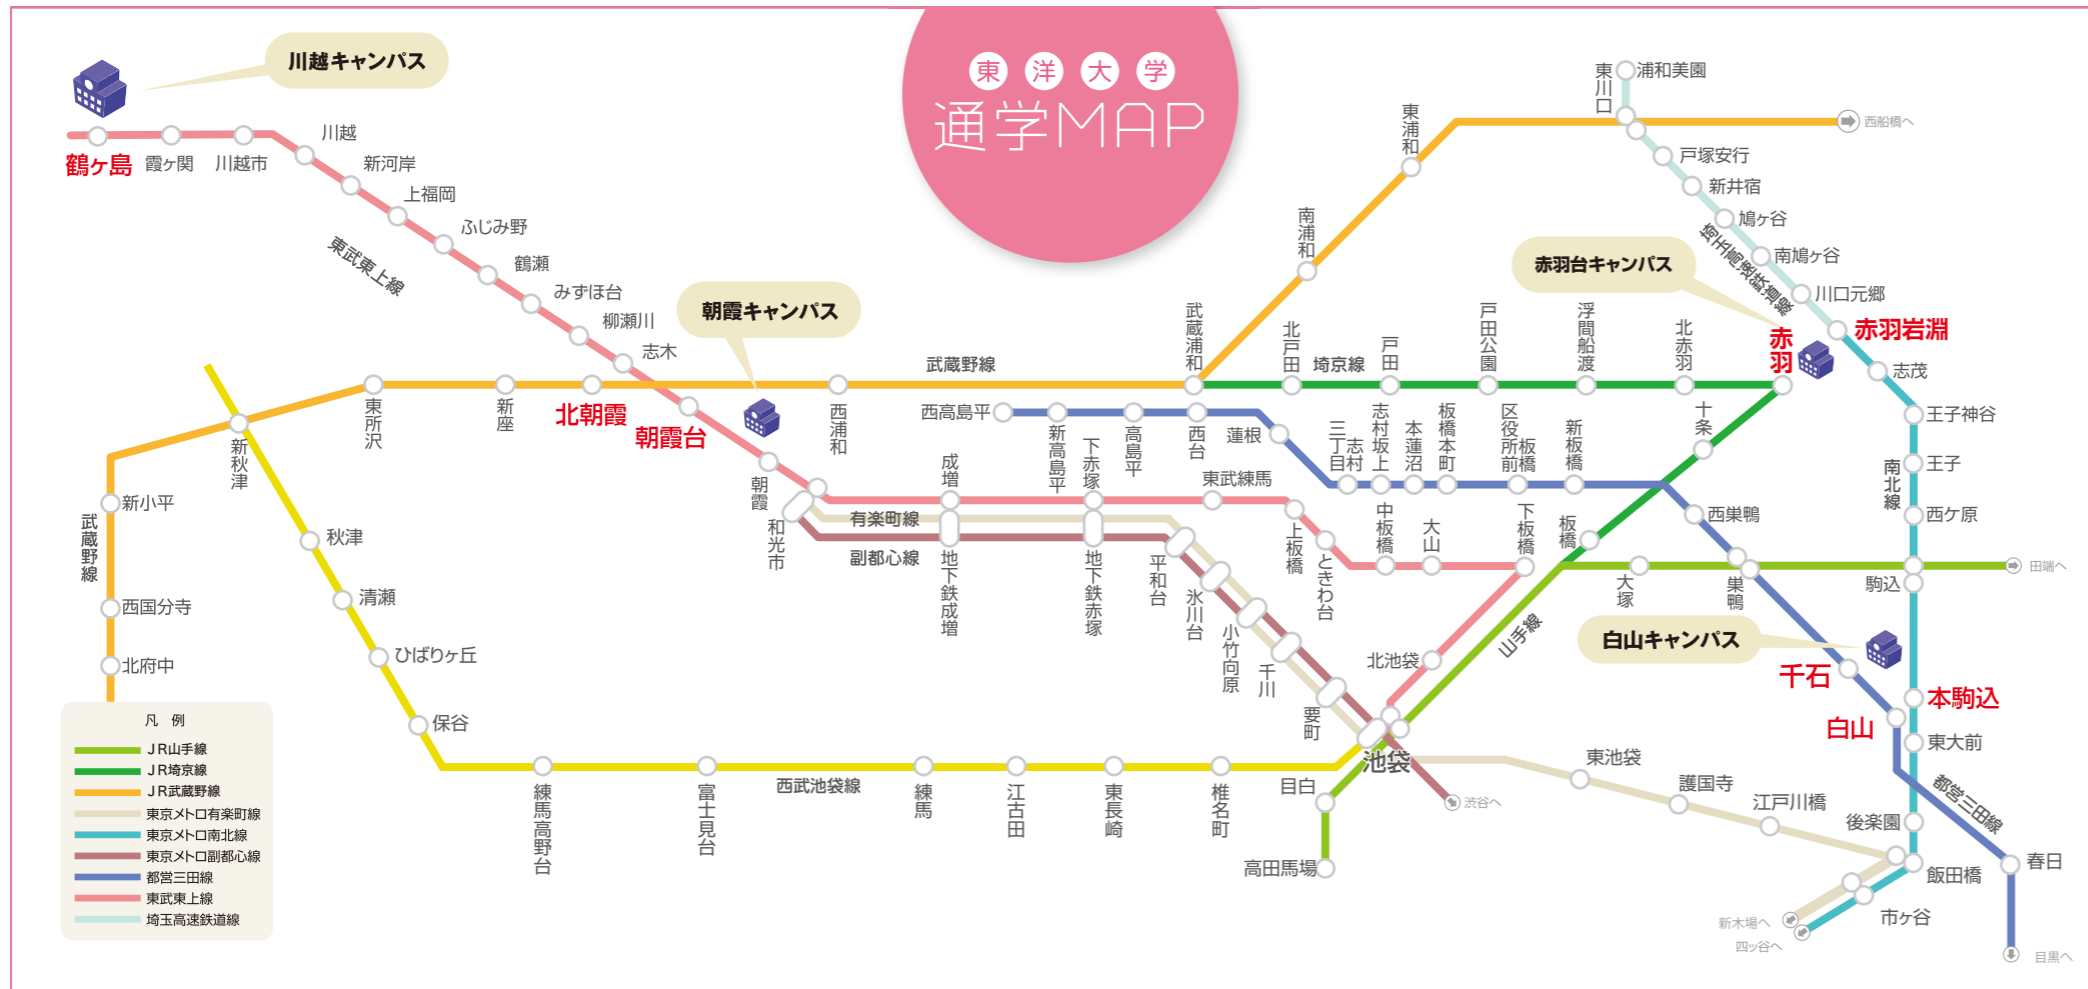 東洋大学
通学MAP
川越キャンパス
鶴ヶ島
霞ヶ関
川越市
川越
新河岸
上福岡
ふじみ野
鶴瀬
みずほ台
柳瀬川
志木
東武東上線
朝霞キャンパス
北朝霞
朝霞台
朝霞
和光市
新座
東所沢
新秋津
新小平
武蔵野線
西国分寺
北府中
秋津
清瀬
ひばりヶ丘
保谷
練馬高野台
富士見台
西武池袋線
練馬
江古田
東長崎
椎名町
西浦和
武蔵野線
武蔵浦和
南浦和
東浦和
東川口
浦和美園
西船橋へ
戸塚安行
新井宿
鳩ヶ谷
南鳩ヶ谷
川口元郷
埼玉高速鉄道線
赤羽台キャンパス
赤羽岩淵
赤羽
北戸田
埼京線
戸田
戸田公園
浮間船渡
北赤羽
十条
板橋
西高島平
新高島平
高島平
西台
蓮根
志村三丁目
志村坂上
本蓮沼
板橋本町
板橋区役所前
新板橋
西巣鴨
巣鴨
千石
白山
都営三田線
春日
目黒へ
成増
下赤塚
東武練馬
上板橋
ときわ台
中板橋
大山
下板橋
北池袋
有楽町線
副都心線
地下鉄成増
地下鉄赤塚
平和台
氷川台
小竹向原
千川
要町
池袋
渋谷へ
目白
高田馬場
山手線
大塚
駒込
田端へ
白山キャンパス
志茂
王子神谷
王子
南北線
西ケ原
本駒込
東大前
後楽園
飯田橋
市ヶ谷
東池袋
護国寺
江戸川橋
新木場へ
四ッ谷へ
凡 例
JR山手線
JR埼京線
JR武蔵野線
東京メトロ有楽町線
東京メトロ南北線
東京メトロ副都心線
都営三田線
東武東上線
埼玉高速鉄道線